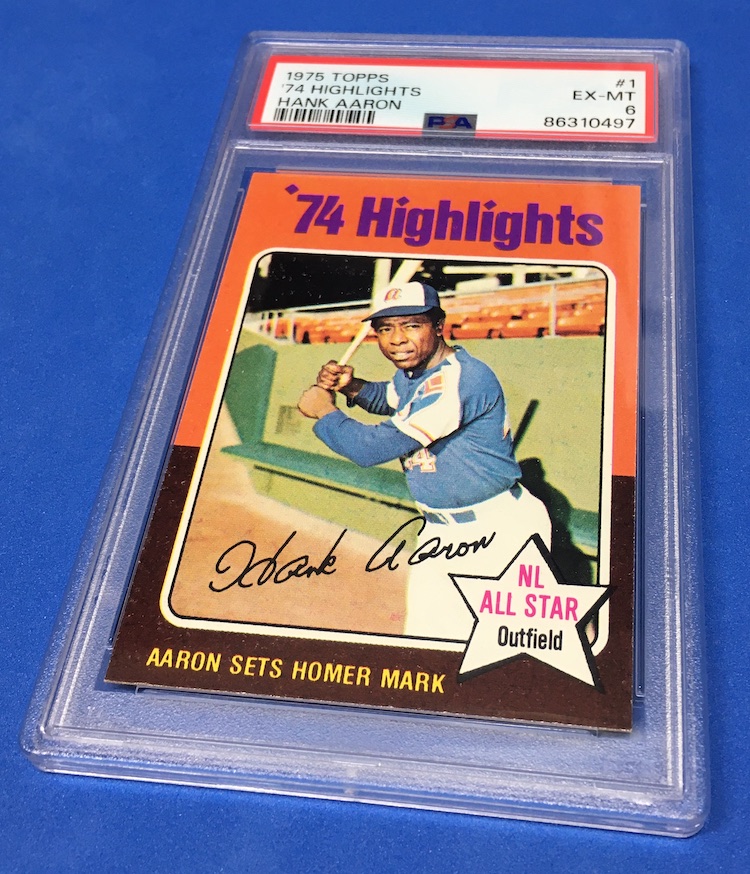 1975 TOPPS #1
'74 HIGHLIGHTS EX-MT
HANK AARON 6
PSA 86310497
'74 Highlights
a
44
Hank Aaron
NL
ALL STAR
Outfield
AARON SETS HOMER MARK